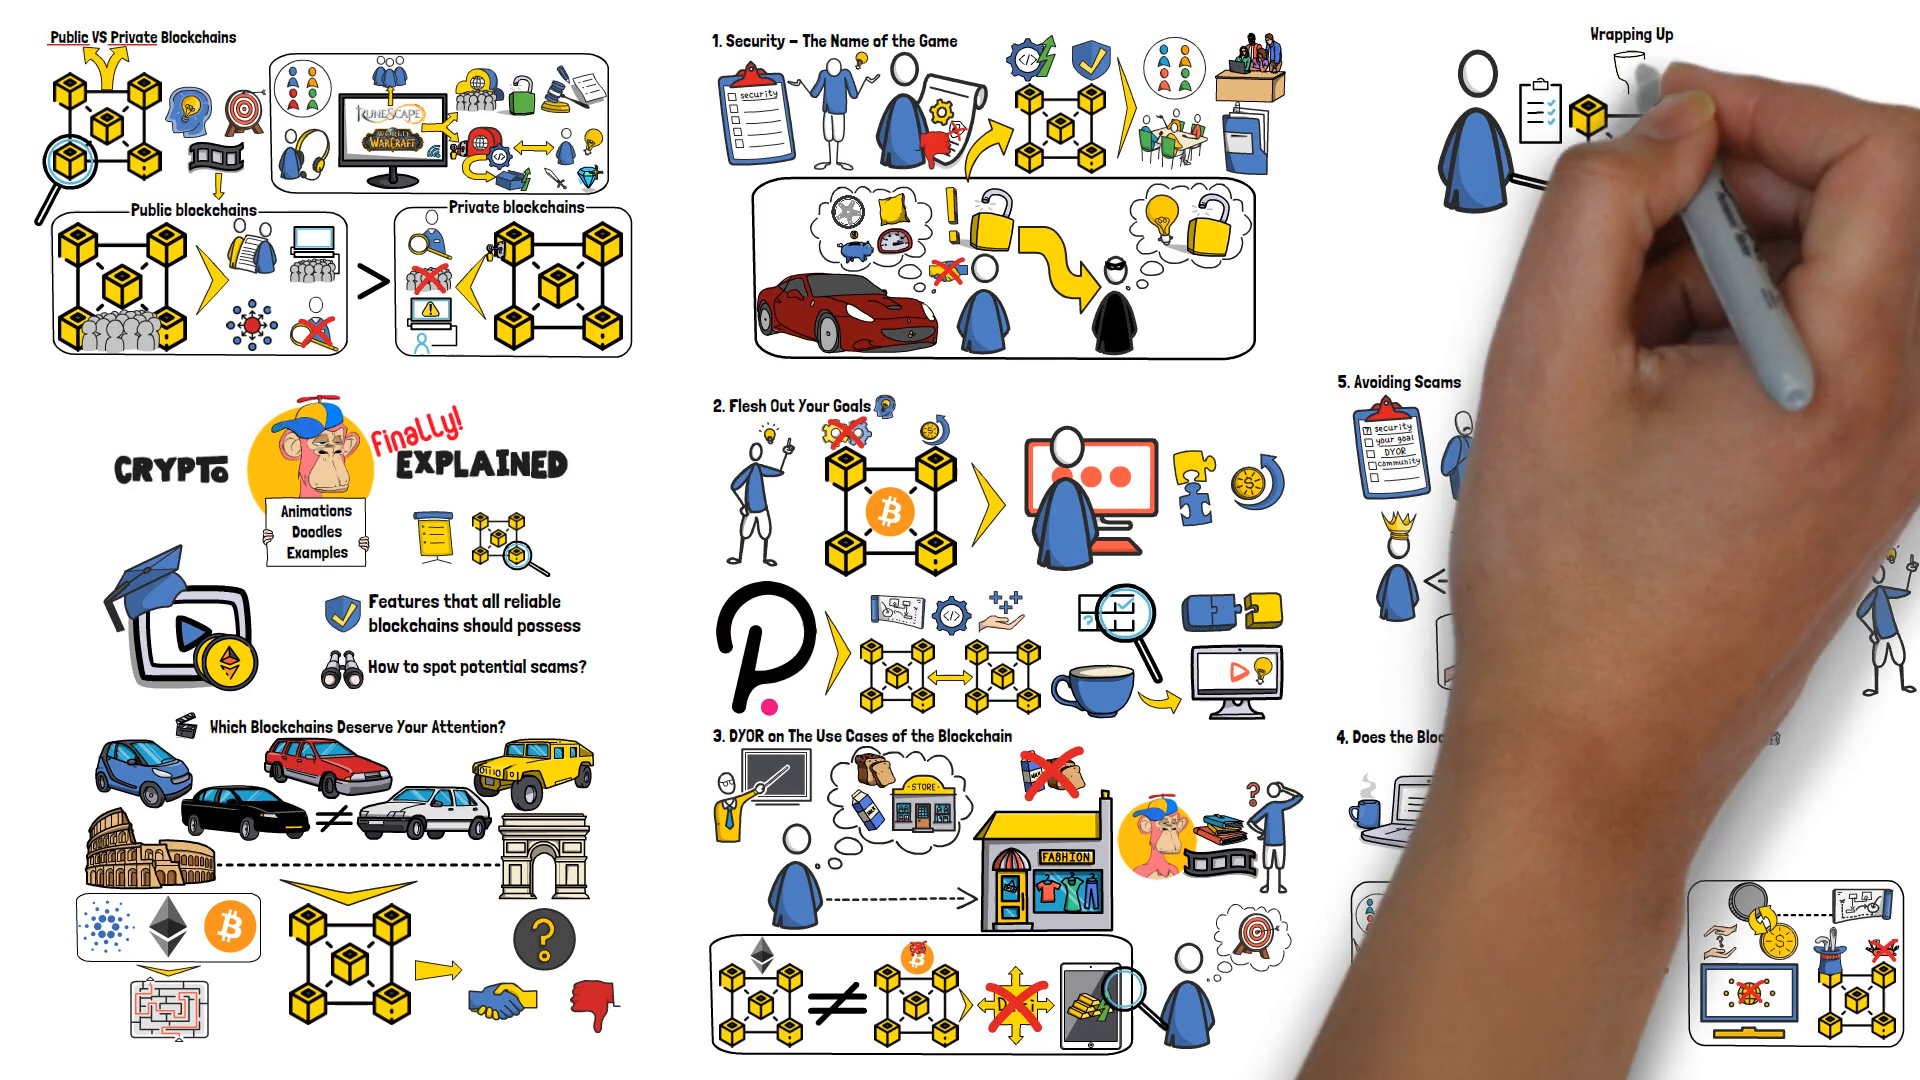 Public VS Private Blockchains
RuneScape
World
WarCraft
Public blockchains
Private blockchains
CRYPTO
finally!
EXPLAINED
Animations
Doodles
Examples
Features that all reliable
blockchains should possess
How to spot potential scams?
Which Blockchains Deserve Your Attention?
1. Security – The Name of the Game
security
2. Flesh Out Your Goals
3. DYOR on The Use Cases of the Blockchain
STORE
FASHION
Wrapping Up
5. Avoiding Scams
security
your goal
DYOR
community
4. Does the Bloc